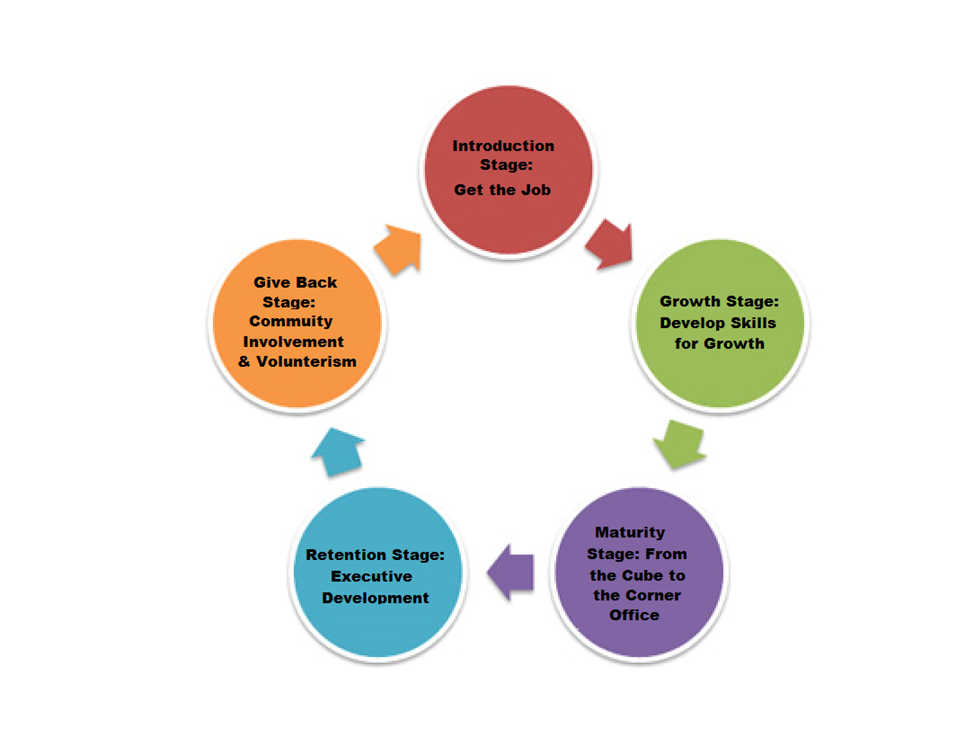 Introduction
Stage:
Get the Job
Growth Stage:
Develop Skills
for Growth
Maturity
Stage: From
the Cube to
the Corner
Office
Retention Stage:
Executive
Development
Give Back
Stage:
Commuity
Involvement
& Volunterism